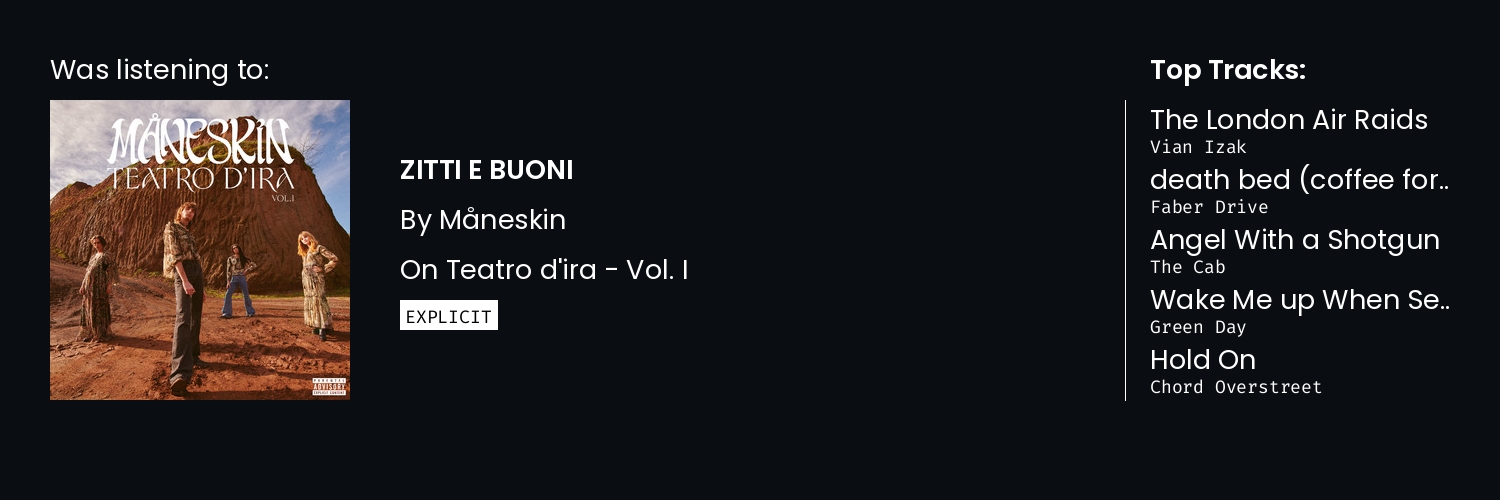 Was listening to:
MÅNESKIN
TEATRO D'IRA
VOL.I
PARENTAL
ADVISORY
EXPLICIT CONTENT
ZITTI E BUONI
By Måneskin
On Teatro d'ira - Vol. I
EXPLICIT
Top Tracks:
The London Air Raids
Vian Izak
death bed (coffee for..
Faber Drive
Angel With a Shotgun
The Cab
Wake Me up When Se..
Green Day
Hold On
Chord Overstreet